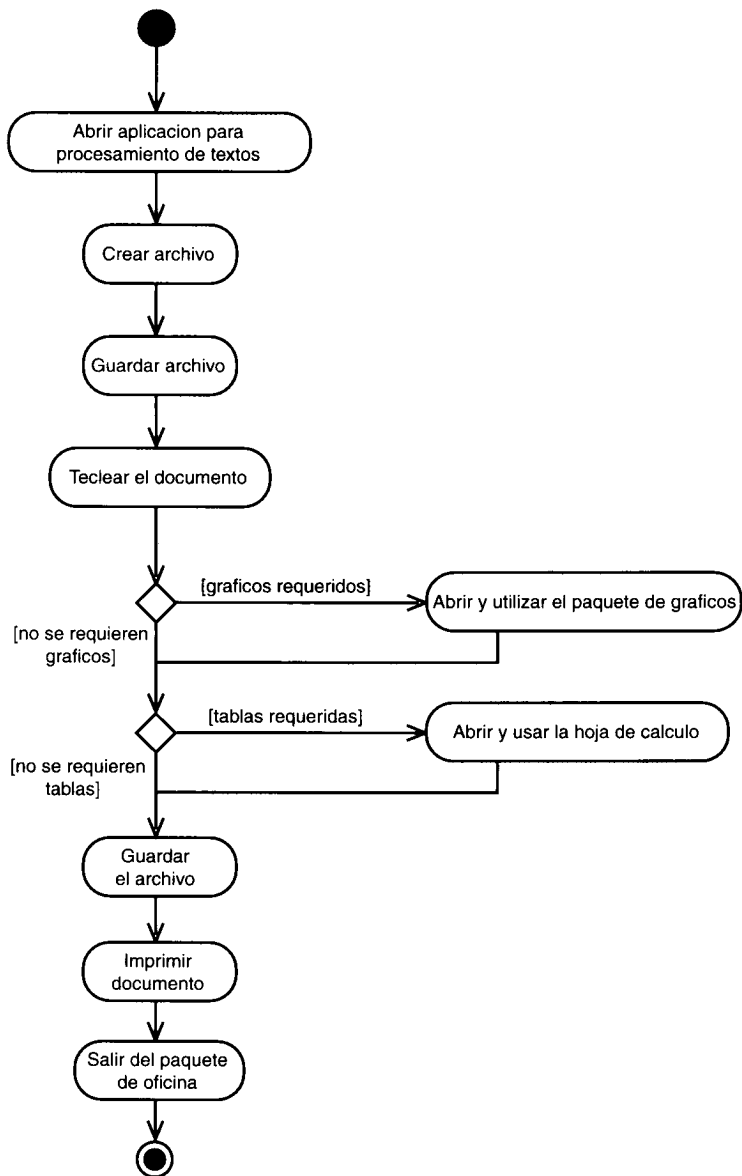 Abrir aplicacion para
procesamiento de textos
Crear archivo
Guardar archivo
Teclear el documento
[graficos requeridos]
Abrir y utilizar el paquete de graficos
[no se requieren
graficos]
[tablas requeridas]
Abrir y usar la hoja de calculo
[no se requieren
tablas]
Guardar
el archivo
Imprimir
documento
Salir del paquete
de oficina